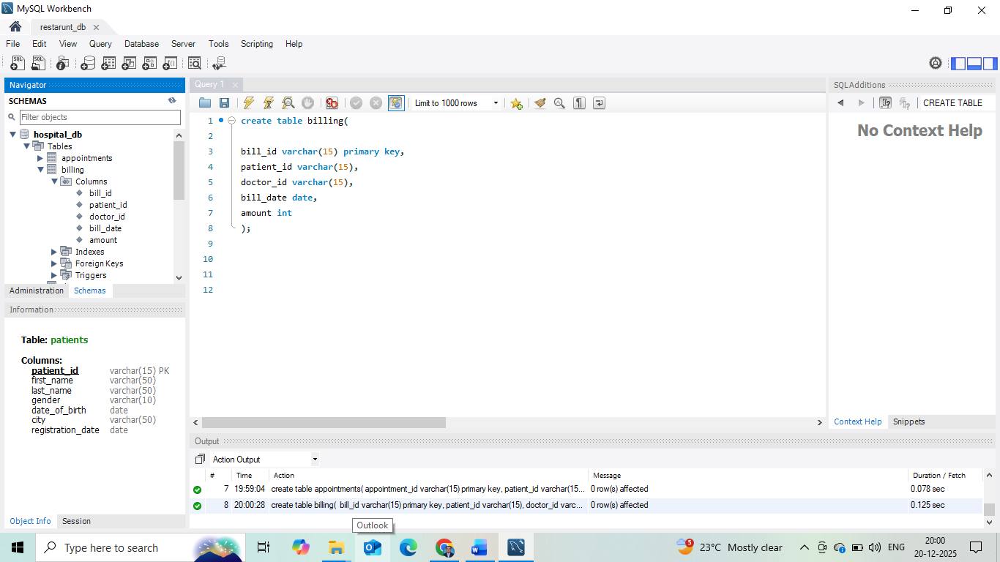 MySQL Workbench
restarunt_db
File Edit View Query Database Server Tools Scripting Help
Navigator
SCHEMAS
Filter objects
hospital_db
Tables
appointments
billing
Columns
bill_id
patient_id
doctor_id
bill_date
amount
Indexes
Foreign Keys
Triggers
Administration Schemas
Information
Table: patients
Columns:
patient_id varchar(15) PK
first_name varchar(50)
last_name varchar(50)
gender varchar(10)
date_of_birth date
city varchar(50)
registration_date date
Object Info Session
Query 1
Limit to 1000 rows
1 create table billing(
2
3 bill_id varchar(15) primary key,
4 patient_id varchar(15),
5 doctor_id varchar(15),
6 bill_date date,
7 amount int
8 );
9
10
11
12
SQLAdditions
CREATE TABLE
No Context Help
Context Help Snippets
Output
Action Output
# Time Action Message Duration / Fetch
7 19:59:04 create table appointments( appointment_id varchar(15) primary key, patient_id varchar(15... 0 row(s) affected 0.078 sec
8 20:00:28 create table billing( bill_id varchar(15) primary key, patient_id varchar(15), doctor_id varc... 0 row(s) affected 0.125 sec
Outlook
Type here to search
5
23°C Mostly clear
ENG
20:00
20-12-2025